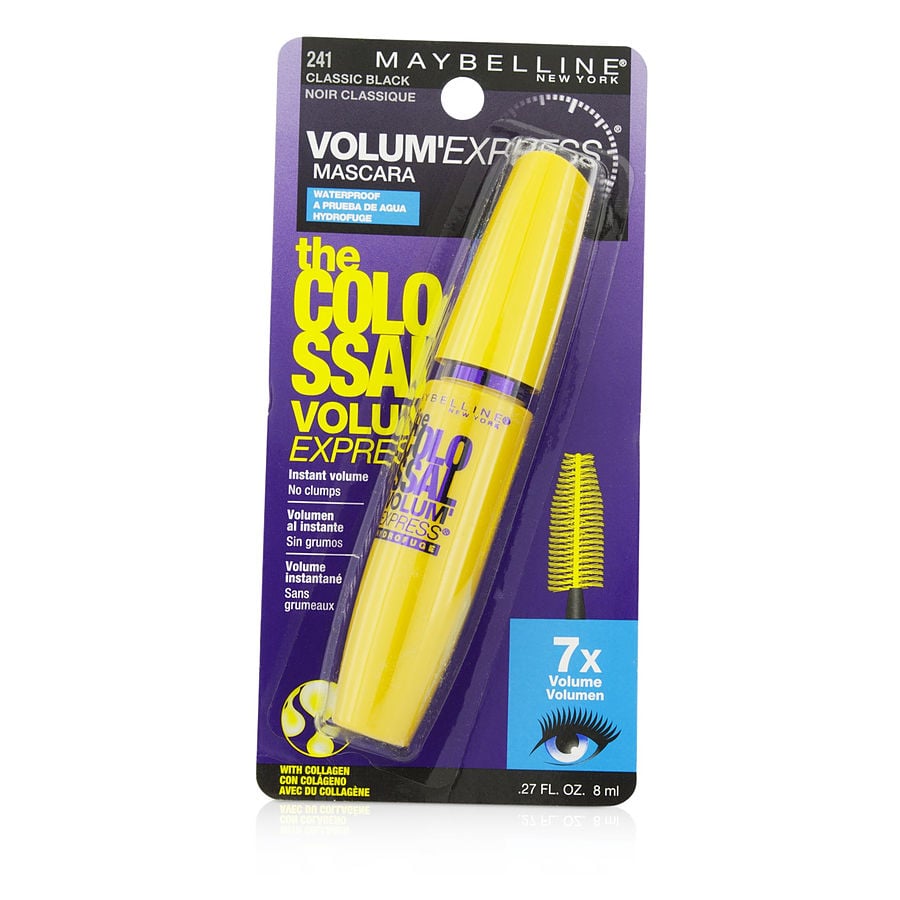 241
MAYBELLINE®
NEW YORK
CLASSIC BLACK
NOIR CLASSIQUE
VOLUM'EXPRESS®
MASCARA
WATERPROOF
A PRUEBA DE AGUA
HYDROFUGE
the
COLO
SSAL
VOLUM'
EXPRESS
Instant volume
No clumps
Volumen
al instante
Sin grumos
Volume
instantané
Sans
grumeaux
WITH COLLAGEN
CON COLÁGENO
AVEC DU COLLAGÈNE
MAYBELLINE®
NEW YORK
the
COLO
SSAL
VOLUM'
EXPRESS®
HYDROFUGE
7x
Volume
Volumen
.27 FL. OZ. 8 ml